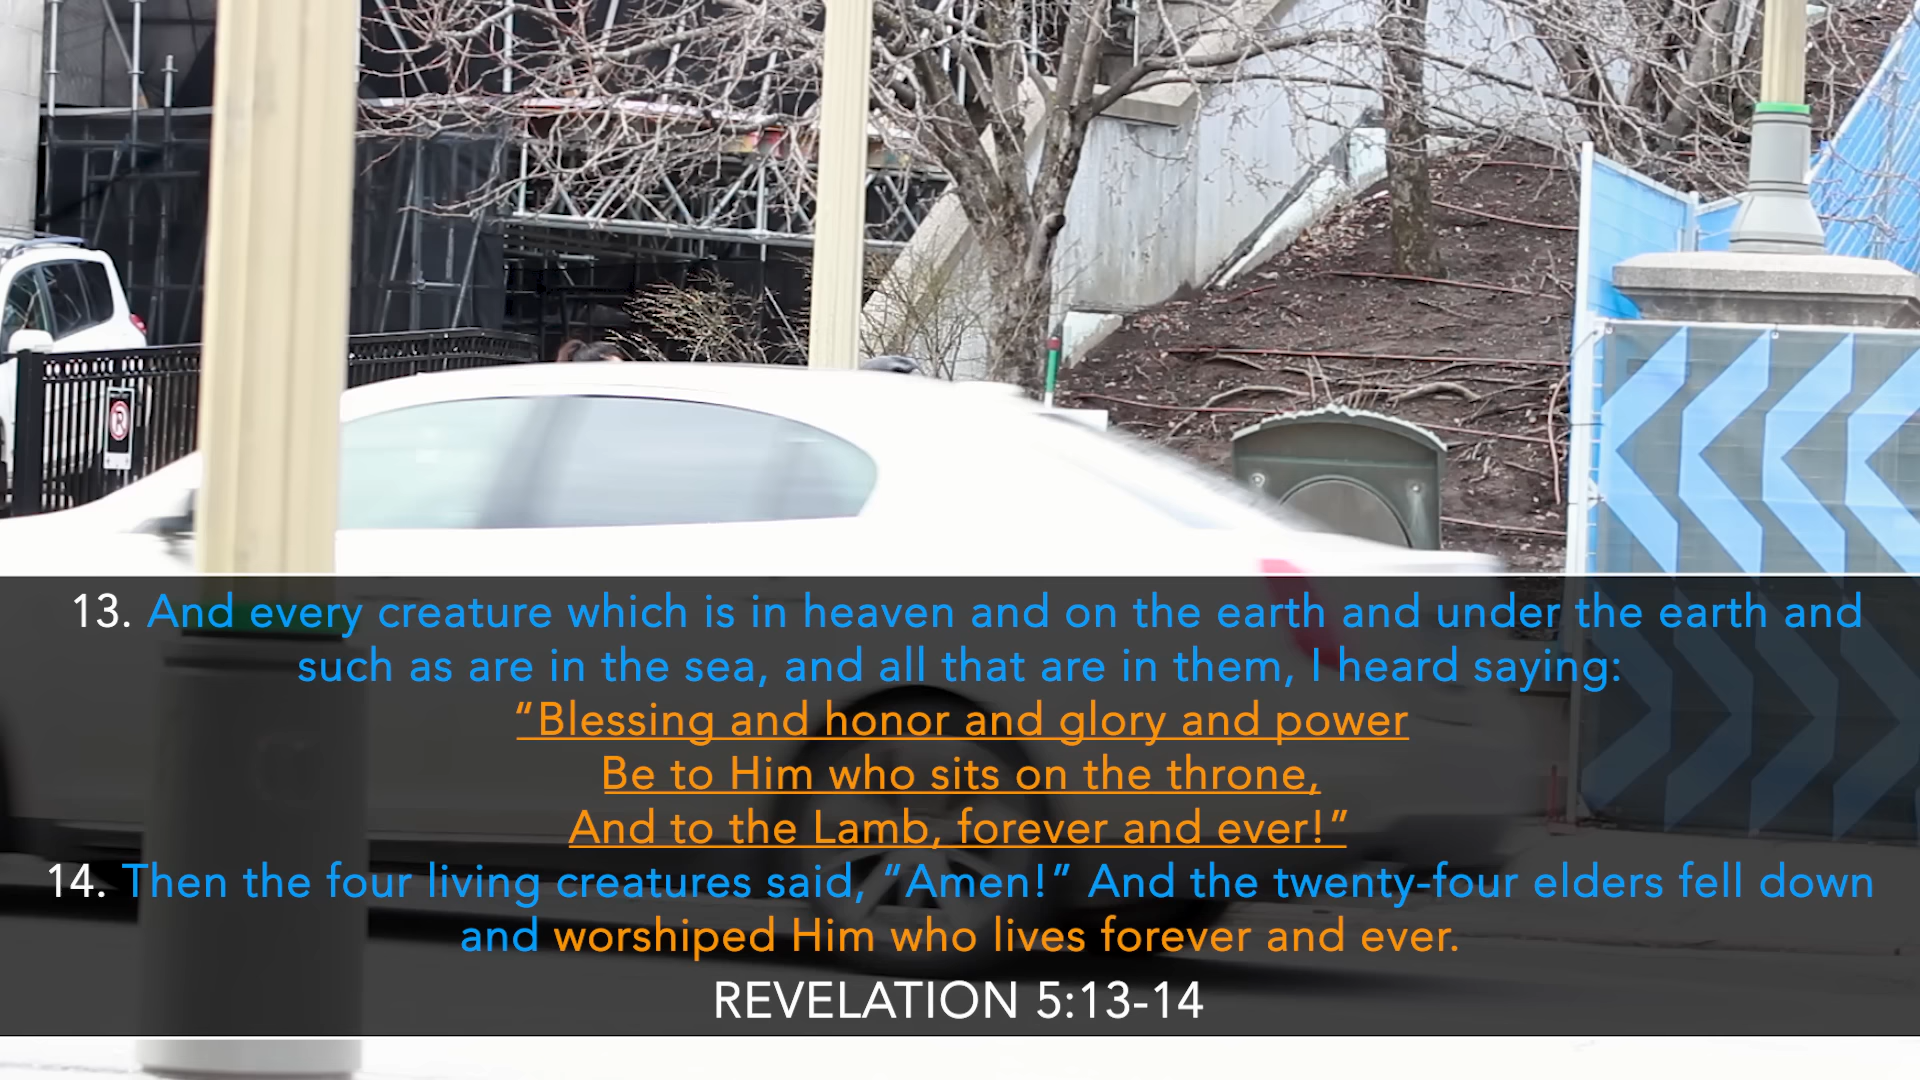 13. And every creature which is in heaven and on the earth and under the earth and
such as are in the sea, and all that are in them, I heard saying:
“Blessing and honor and glory and power
Be to Him who sits on the throne,
And to the Lamb, forever and ever!”
14. Then the four living creatures said, “Amen!” And the twenty-four elders fell down
and worshiped Him who lives forever and ever.
REVELATION 5:13-14